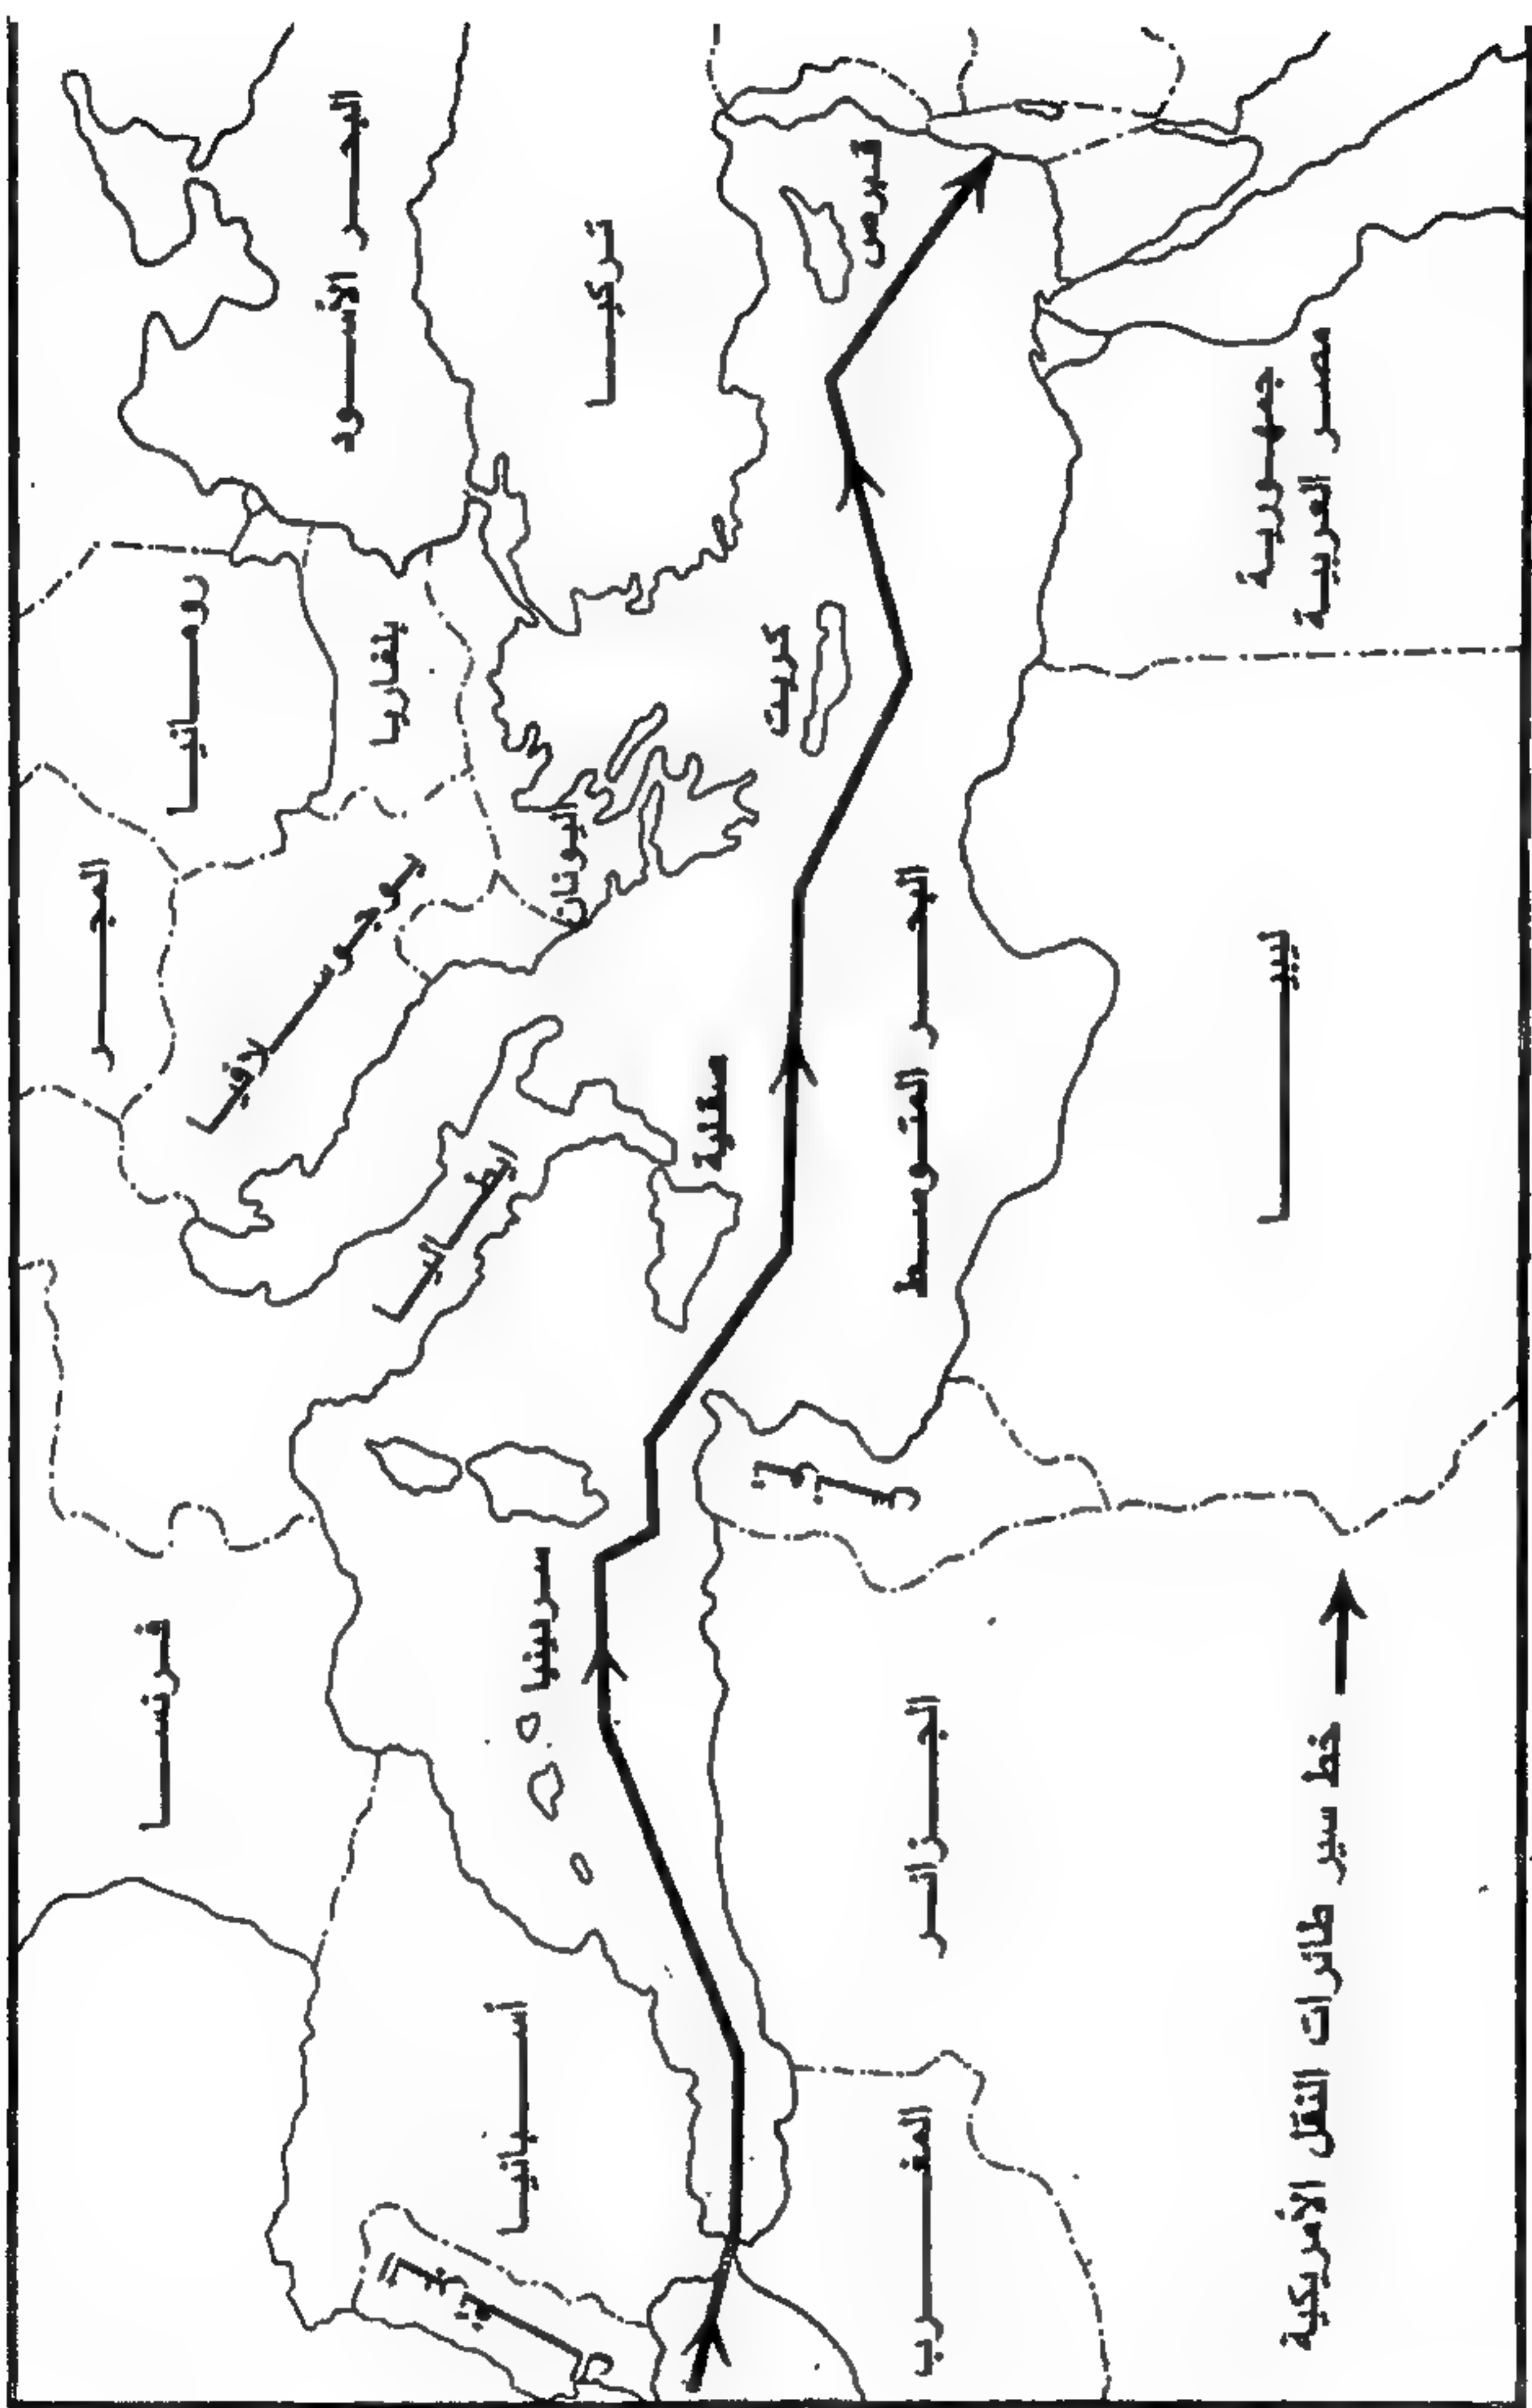 البحر
الأسود
تركيا
قبرص
رومانيا
بلغاريا
المجر
يوغوسلافيا
اليونان
كريت
إيطاليا
صقلية
البحر المتوسط
جمهورية
مصر العربية
ليبيا
تونس
فرنسا
سردينيا
أسبانيا
البرتغال
الجزائر
المغرب
خط سير طائرات النقل الأمريكية